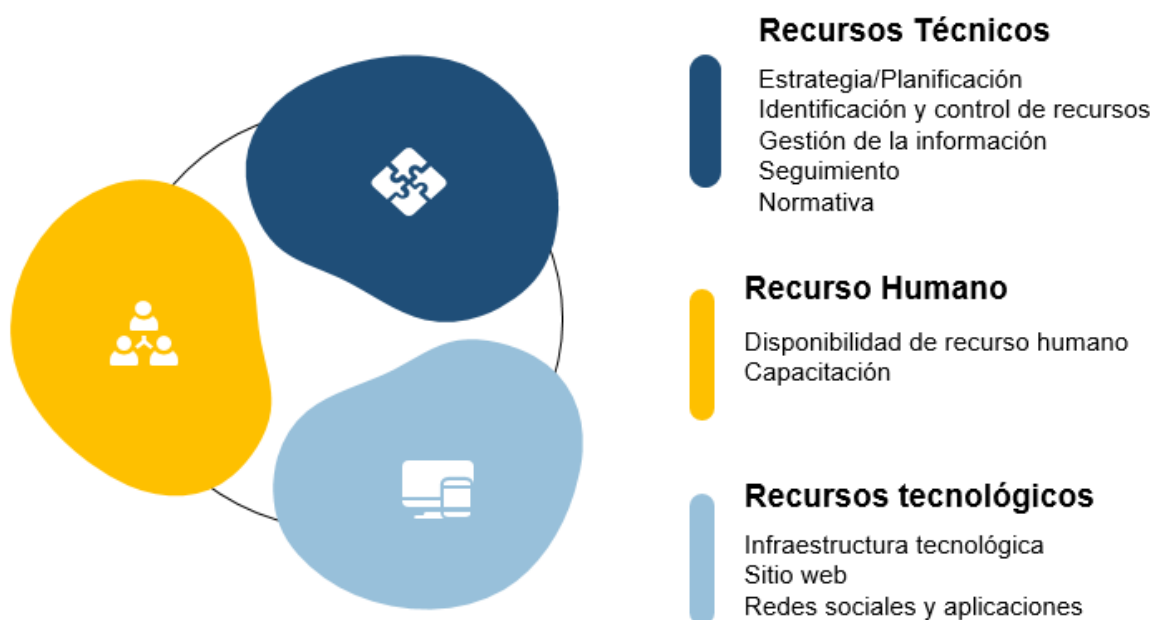 Recursos Técnicos
Estrategia/Planificación
Identificación y control de recursos
Gestión de la información
Seguimiento
Normativa
Recurso Humano
Disponibilidad de recurso humano
Capacitación
Recursos tecnológicos
Infraestructura tecnológica
Sitio web
Redes sociales y aplicaciones